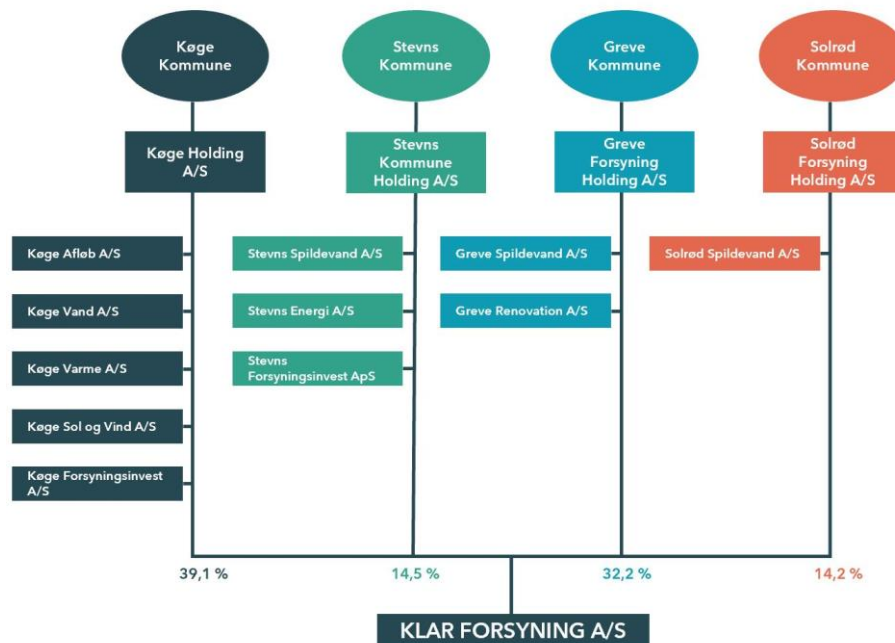 Køge
Kommune
Stevns
Kommune
Greve
Kommune
Solrød
Kommune
Køge Holding
A/S
Stevns
Kommune
Holding A/S
Greve
Forsyning
Holding A/S
Solrød
Forsyning
Holding A/S
Køge Afløb A/S
Stevns Spildevand A/S
Greve Spildevand A/S
Solrød Spildevand A/S
Køge Vand A/S
Stevns Energi A/S
Greve Renovation A/S
Køge Varme A/S
Stevns
Forsyningsinvest ApS
Køge Sol og Vind A/S
Køge Forsyningsinvest
A/S
39,1 %
14,5 %
32,2 %
14,2 %
KLAR FORSYNING A/S